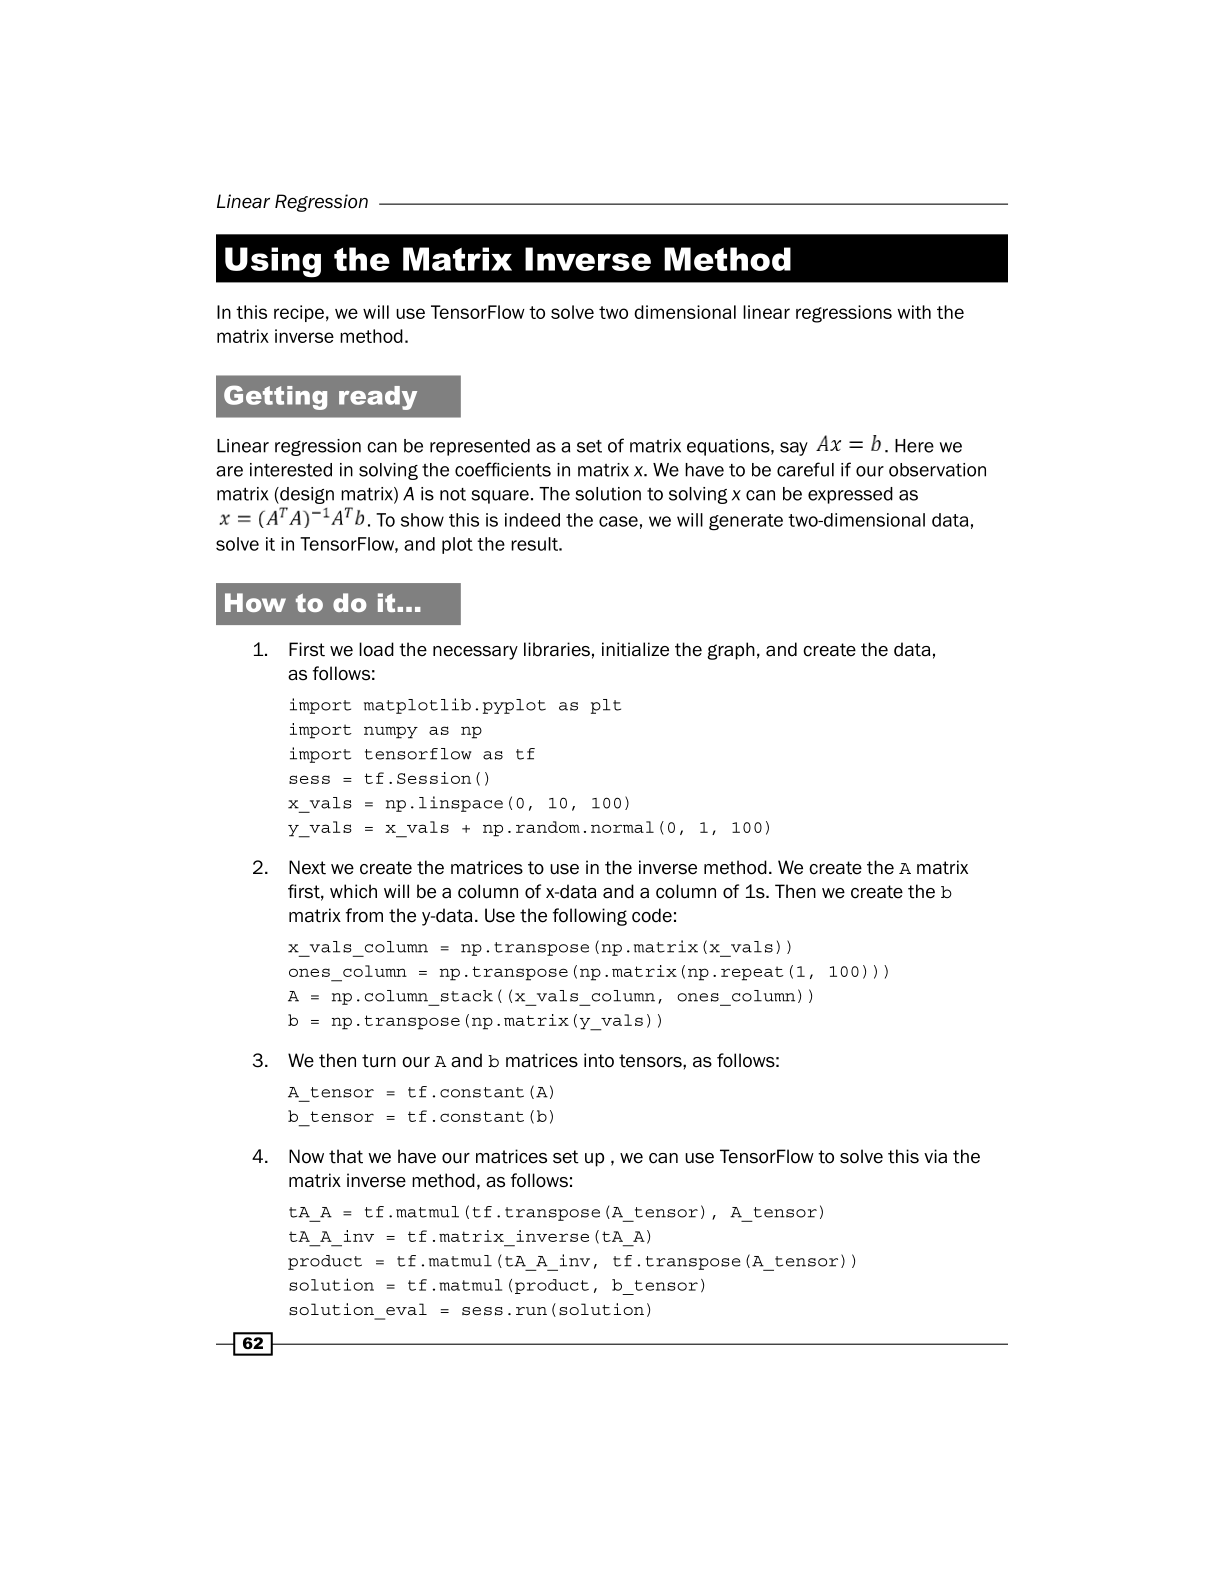 Linear Regression
Using the Matrix Inverse Method
In this recipe, we will use TensorFlow to solve two dimensional linear regressions with the
matrix inverse method.
Getting ready
Linear regression can be represented as a set of matrix equations, say Ax = b. Here we
are interested in solving the coefficients in matrix x. We have to be careful if our observation
matrix (design matrix) A is not square. The solution to solving x can be expressed as
x = (AᵀA)⁻¹Aᵀb. To show this is indeed the case, we will generate two-dimensional data,
solve it in TensorFlow, and plot the result.
How to do it...
1. First we load the necessary libraries, initialize the graph, and create the data,
as follows:
import matplotlib.pyplot as plt
import numpy as np
import tensorflow as tf
sess = tf.Session()
x_vals = np.linspace(0, 10, 100)
y_vals = x_vals + np.random.normal(0, 1, 100)
2. Next we create the matrices to use in the inverse method. We create the A matrix
first, which will be a column of x-data and a column of 1s. Then we create the b
matrix from the y-data. Use the following code:
x_vals_column = np.transpose(np.matrix(x_vals))
ones_column = np.transpose(np.matrix(np.repeat(1, 100)))
A = np.column_stack((x_vals_column, ones_column))
b = np.transpose(np.matrix(y_vals))
3. We then turn our A and b matrices into tensors, as follows:
A_tensor = tf.constant(A)
b_tensor = tf.constant(b)
4. Now that we have our matrices set up , we can use TensorFlow to solve this via the
matrix inverse method, as follows:
tA_A = tf.matmul(tf.transpose(A_tensor), A_tensor)
tA_A_inv = tf.matrix_inverse(tA_A)
product = tf.matmul(tA_A_inv, tf.transpose(A_tensor))
solution = tf.matmul(product, b_tensor)
solution_eval = sess.run(solution)
62